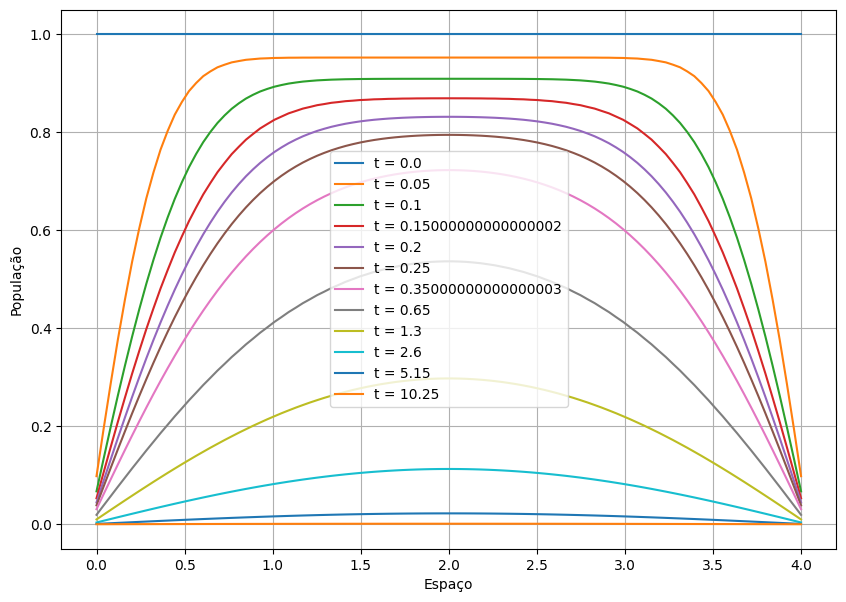 1.0
0.8
0.6
0.4
0.2
0.0
População
t = 0.0
t = 0.05
t = 0.1
t = 0.15000000000000002
t = 0.2
t = 0.25
t = 0.35000000000000003
t = 0.65
t = 1.3
t = 2.6
t = 5.15
t = 10.25
0.0 0.5 1.0 1.5 2.0 2.5 3.0 3.5 4.0
Espaço